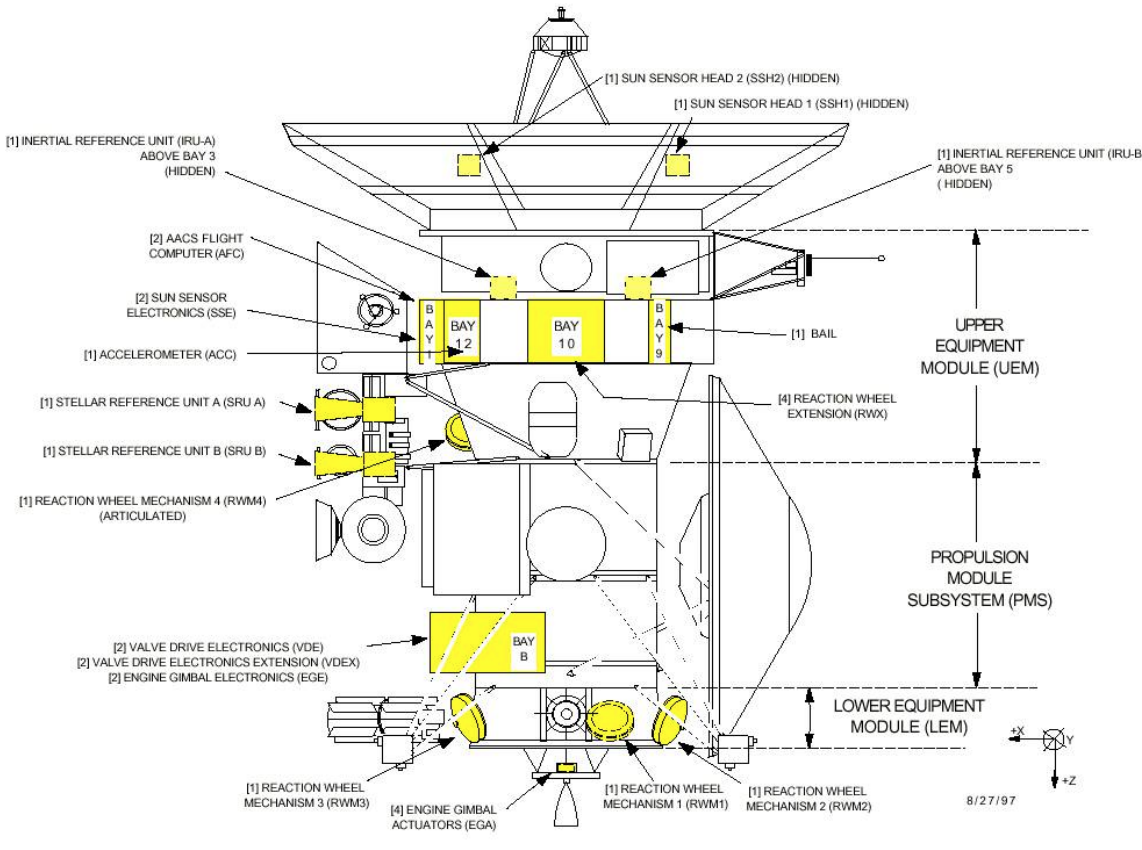 [1] SUN SENSOR HEAD 2 (SSH2) (HIDDEN)
[1] SUN SENSOR HEAD 1 (SSH1) (HIDDEN)
[1] INERTIAL REFERENCE UNIT (IRU-A)
ABOVE BAY 3
(HIDDEN)
[1] INERTIAL REFERENCE UNIT (IRU-B
ABOVE BAY 5
( HIDDEN)
[2] AACS FLIGHT
COMPUTER (AFC)
[2] SUN SENSOR
ELECTRONICS (SSE)
[1] ACCELEROMETER (ACC)
BAY 1
BAY
12
BAY
10
BAY 9
[1] BAIL
UPPER
EQUIPMENT
MODULE (UEM)
[4] REACTION WHEEL
EXTENSION (RWX)
[1] STELLAR REFERENCE UNIT A (SRU A)
[1] STELLAR REFERENCE UNIT B (SRU B)
[1] REACTION WHEEL MECHANISM 4 (RWM4)
(ARTICULATED)
PROPULSION
MODULE
SUBSYSTEM (PMS)
[2] VALVE DRIVE ELECTRONICS (VDE)
[2] VALVE DRIVE ELECTRONICS EXTENSION (VDEX)
[2] ENGINE GIMBAL ELECTRONICS (EGE)
BAY
B
LOWER EQUIPMENT
MODULE (LEM)
+X
Y
+Z
[1] REACTION WHEEL
MECHANISM 3 (RWM3)
[4] ENGINE GIMBAL
ACTUATORS (EGA)
[1] REACTION WHEEL
MECHANISM 1 (RWM1)
[1] REACTION WHEEL
MECHANISM 2 (RWM2)
8/27/97